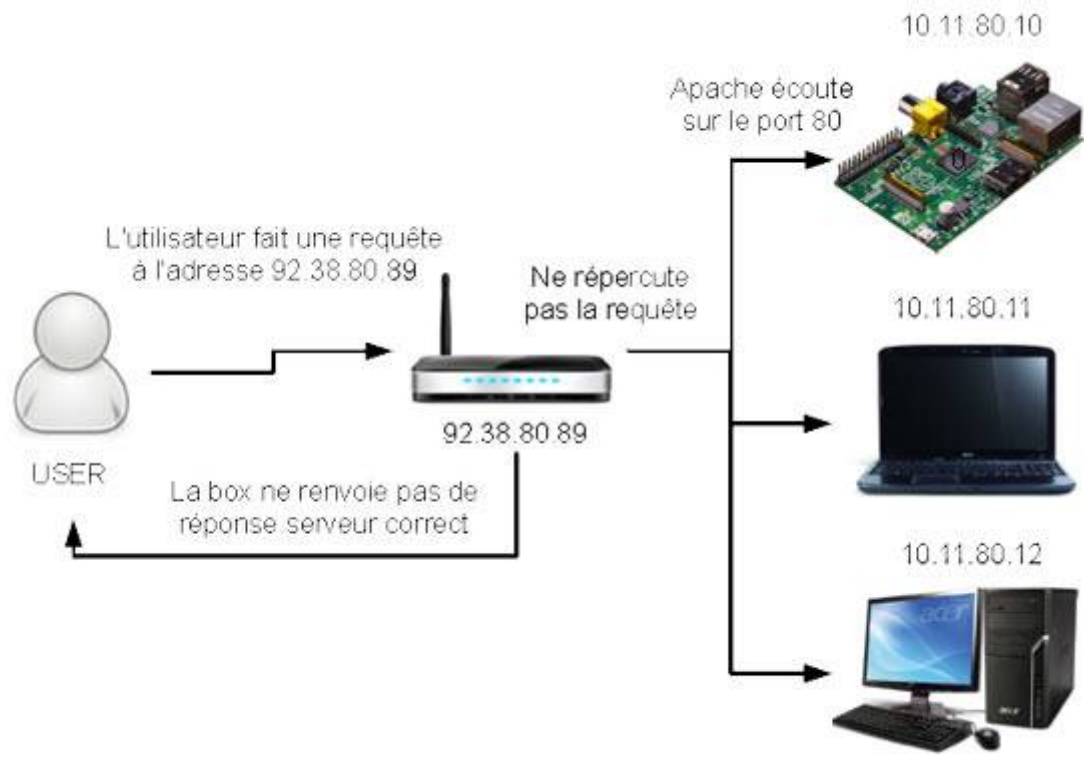 10.11.80.10
Apache écoute
sur le port 80
L'utilisateur fait une requête
à l'adresse 92.38.80.89
Ne répercute
pas la requête
10.11.80.11
92.38.80.89
USER
La box ne renvoie pas de
réponse serveur correct
10.11.80.12
acer
acer